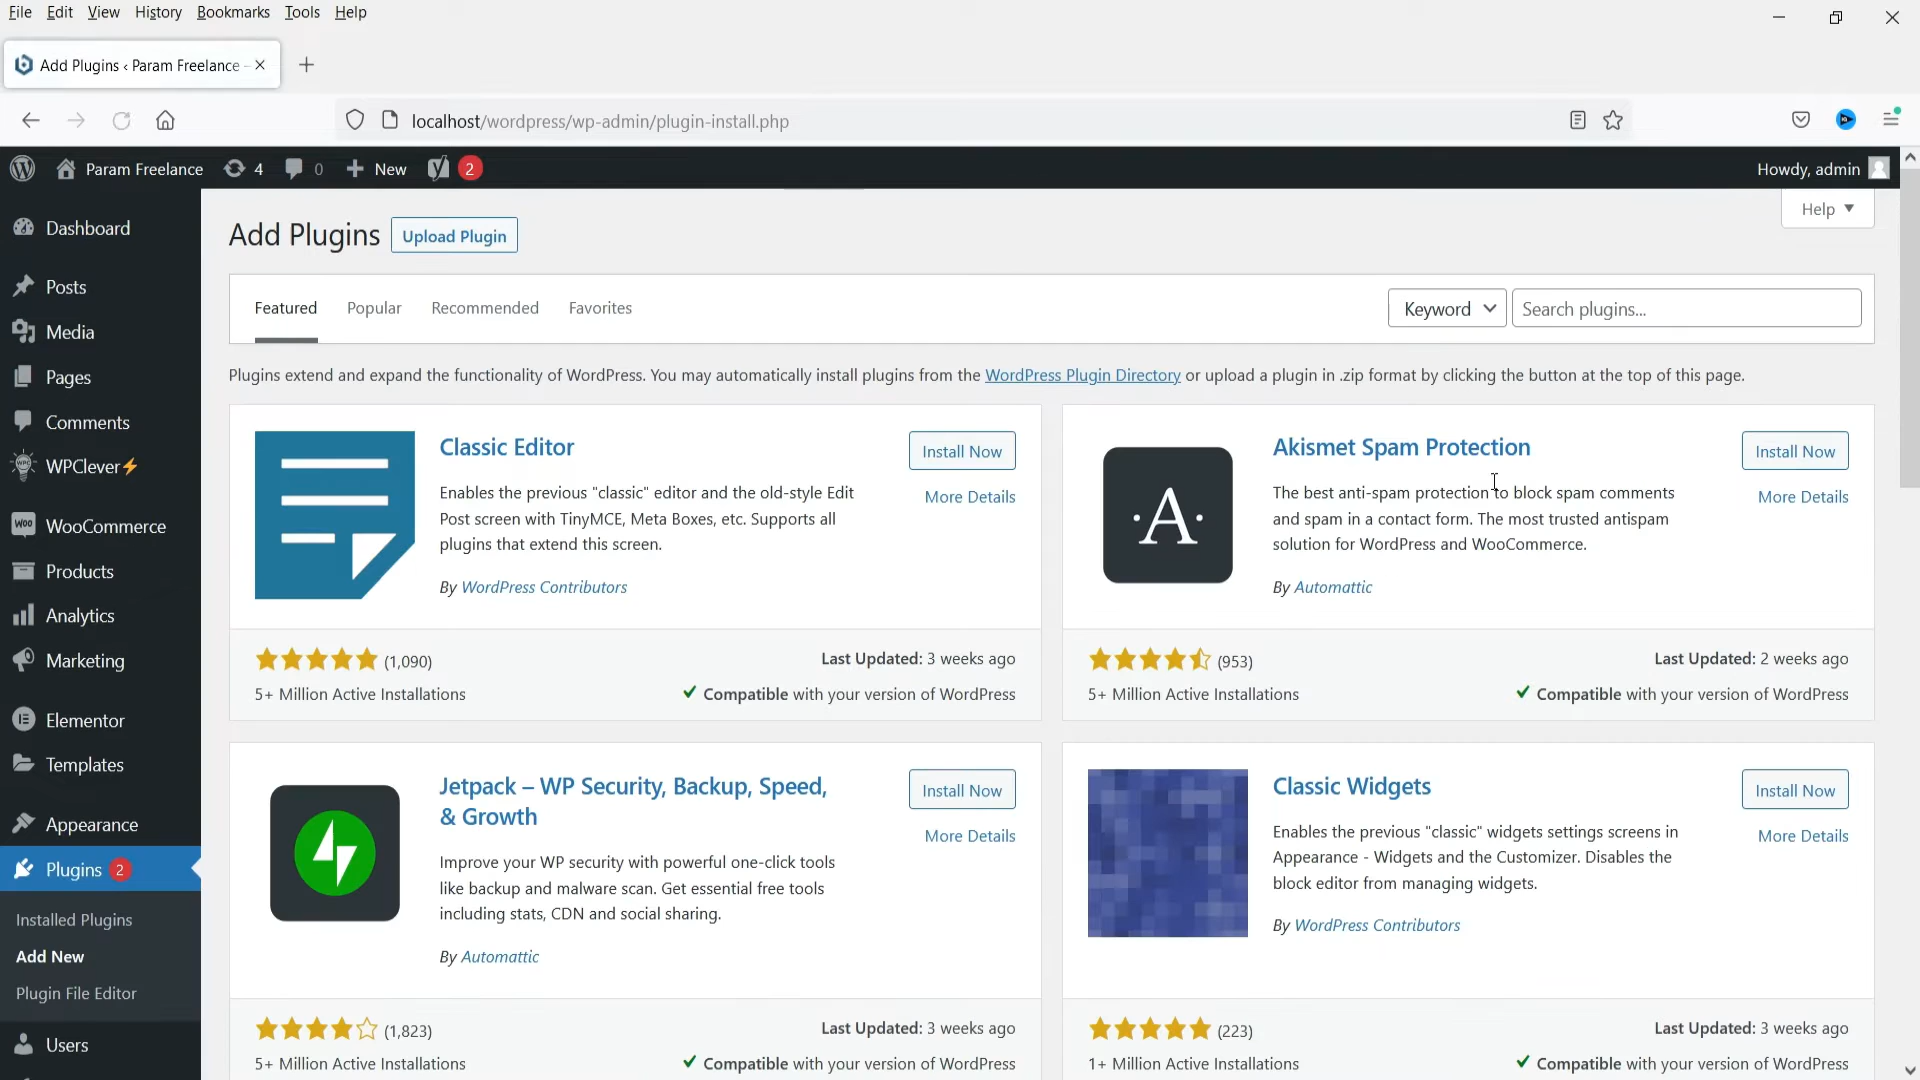 File Edit View History Bookmarks Tools Help
Add Plugins ‹ Param Freelance –
localhost/wordpress/wp-admin/plugin-install.php
Param Freelance 4 0 New 2
Howdy, admin
Dashboard
Posts
Media
Pages
Comments
WPClever⚡
WooCommerce
Products
Analytics
Marketing
Elementor
Templates
Appearance
Plugins 2
Installed Plugins
Add New
Plugin File Editor
Users
Help
Add Plugins Upload Plugin
Featured Popular Recommended Favorites
Keyword Search plugins...
Plugins extend and expand the functionality of WordPress. You may automatically install plugins from the WordPress Plugin Directory or upload a plugin in .zip format by clicking the button at the top of this page.
Classic Editor
Install Now
More Details
Enables the previous "classic" editor and the old-style Edit
Post screen with TinyMCE, Meta Boxes, etc. Supports all
plugins that extend this screen.
By WordPress Contributors
(1,090)
Last Updated: 3 weeks ago
5+ Million Active Installations
Compatible with your version of WordPress
·A·
Akismet Spam Protection
Install Now
More Details
The best anti-spam protection to block spam comments
and spam in a contact form. The most trusted antispam
solution for WordPress and WooCommerce.
By Automattic
(953)
Last Updated: 2 weeks ago
5+ Million Active Installations
Compatible with your version of WordPress
Jetpack – WP Security, Backup, Speed,
& Growth
Install Now
More Details
Improve your WP security with powerful one-click tools
like backup and malware scan. Get essential free tools
including stats, CDN and social sharing.
By Automattic
(1,823)
Last Updated: 3 weeks ago
5+ Million Active Installations
Compatible with your version of WordPress
Classic Widgets
Install Now
More Details
Enables the previous "classic" widgets settings screens in
Appearance - Widgets and the Customizer. Disables the
block editor from managing widgets.
By WordPress Contributors
(223)
Last Updated: 3 weeks ago
1+ Million Active Installations
Compatible with your version of WordPress